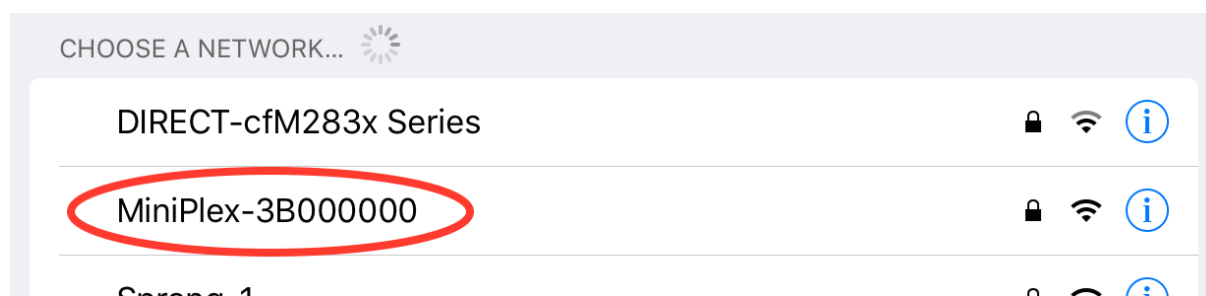 CHOOSE A NETWORK...
DIRECT-cfM283x Series
MiniPlex-3B000000